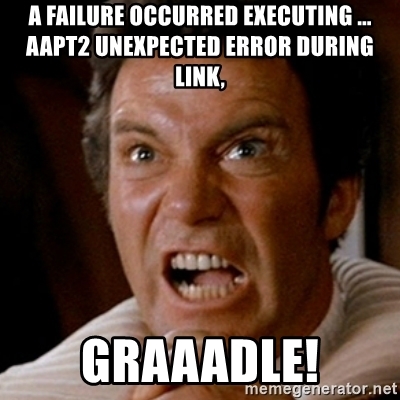 A FAILURE OCCURRED EXECUTING ...
AAPT2 UNEXPECTED ERROR DURING
LINK,
GRAAADLE!
memegenerator.net